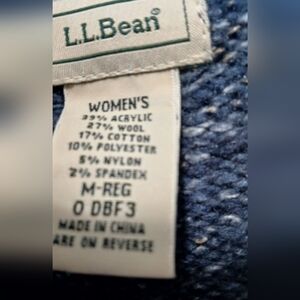 L.L.Bean®
WOMEN'S
39% ACRYLIC
27% WOOL
17% COTTON
10% POLYESTER
5% NYLON
2% SPANDEX
M-REG
0 DBF3
MADE IN CHINA
ARE ON REVERSE